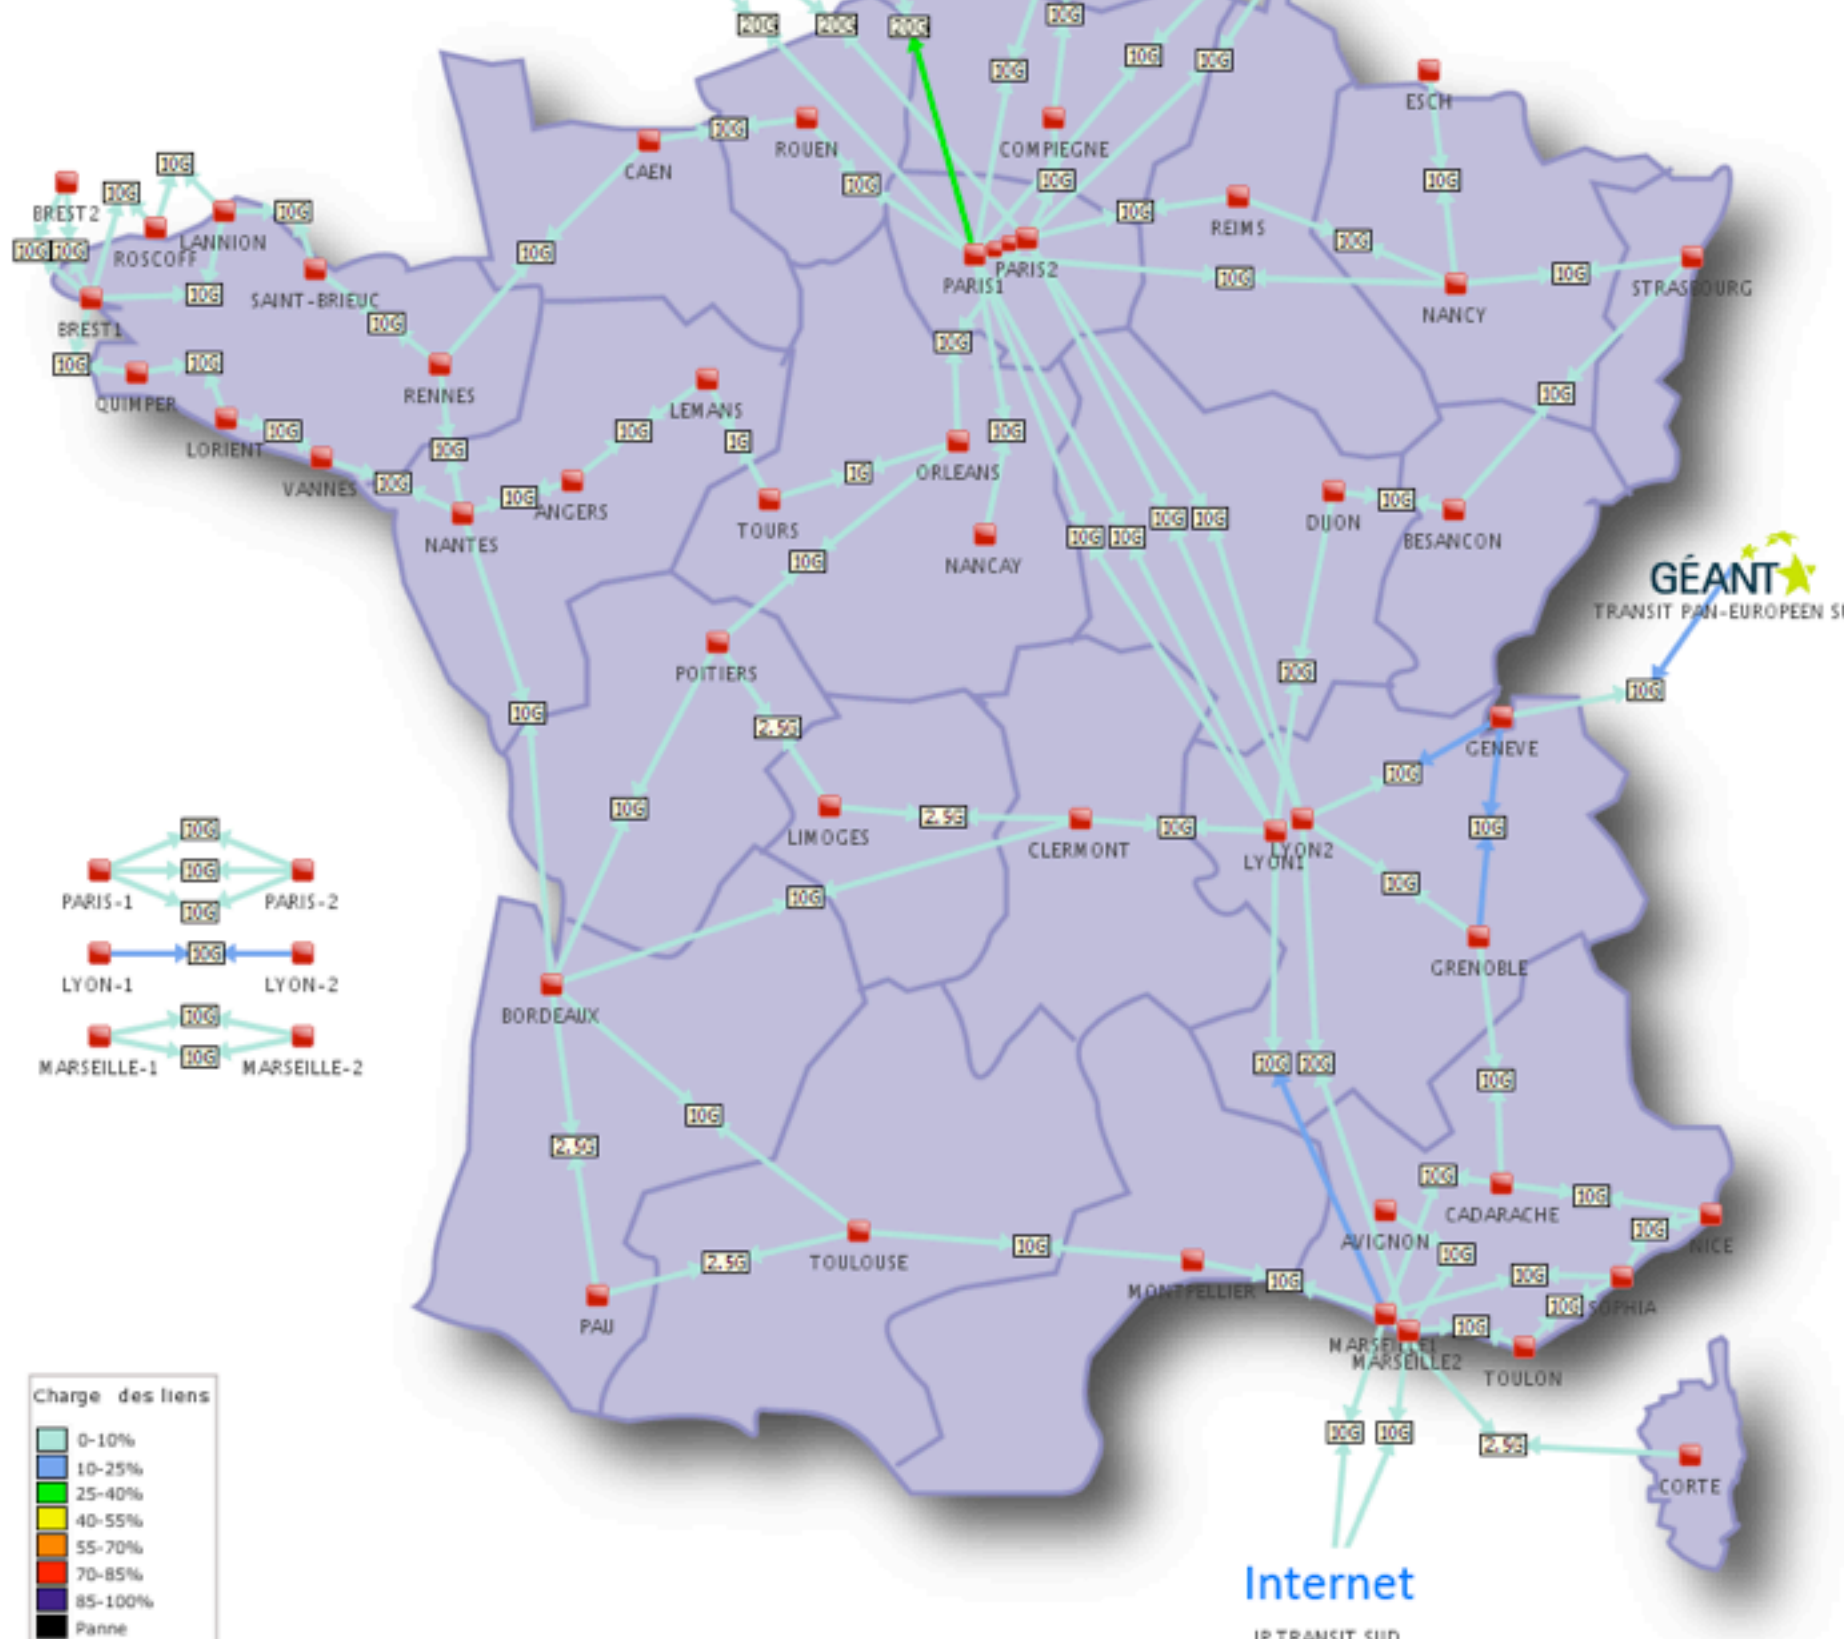 20G 20G 20G 10G
10G 10G 10G
ESCH
10G ROUEN COMPIEGNE
CAEN
10G
10G 10G 10G 10G
BREST2 LANNION 10G 10G REIMS
ROSCOFF
10G 10G 10G 10G
PARIS2
10G SAINT-BRIEUC PARIS1 10G 10G STRASBOURG
BREST1 10G NANCY
10G 10G 10G
QUIMPER RENNES LEMANS 10G
LORIENT 10G 10G 10G 1G 10G
VANNES 10G 10G ANGERS 1G ORLEANS
NANTES TOURS 10G 10G 10G 10G DIJON 10G BESANCON
10G NANCAY
GÉANT
TRANSIT PAN-EUROPEEN SU
POITIERS 10G 10G
10G 2.5G GENEVE
10G
10G LIMOGES 2.5G CLERMONT 10G LYON2 10G
LYON1
10G 10G
GRENOBLE
10G
PARIS-1 10G PARIS-2
10G
LYON-1 10G LYON-2
10G
MARSEILLE-1 10G MARSEILLE-2
BORDEAUX
10G 10G 10G
10G
2.5G
10G 10G
CADARACHE
AVIGNON 10G 10G NICE
TOULOUSE 10G
2.5G MONTPELLIER 10G 10G
PAU 10G SOPHIA
MARSEILLE1 10G
MARSEILLE2
TOULON
10G 10G 2.5G
CORTE
Internet
IP TRANSIT SUD
Charge des liens
0-10%
10-25%
25-40%
40-55%
55-70%
70-85%
85-100%
Panne